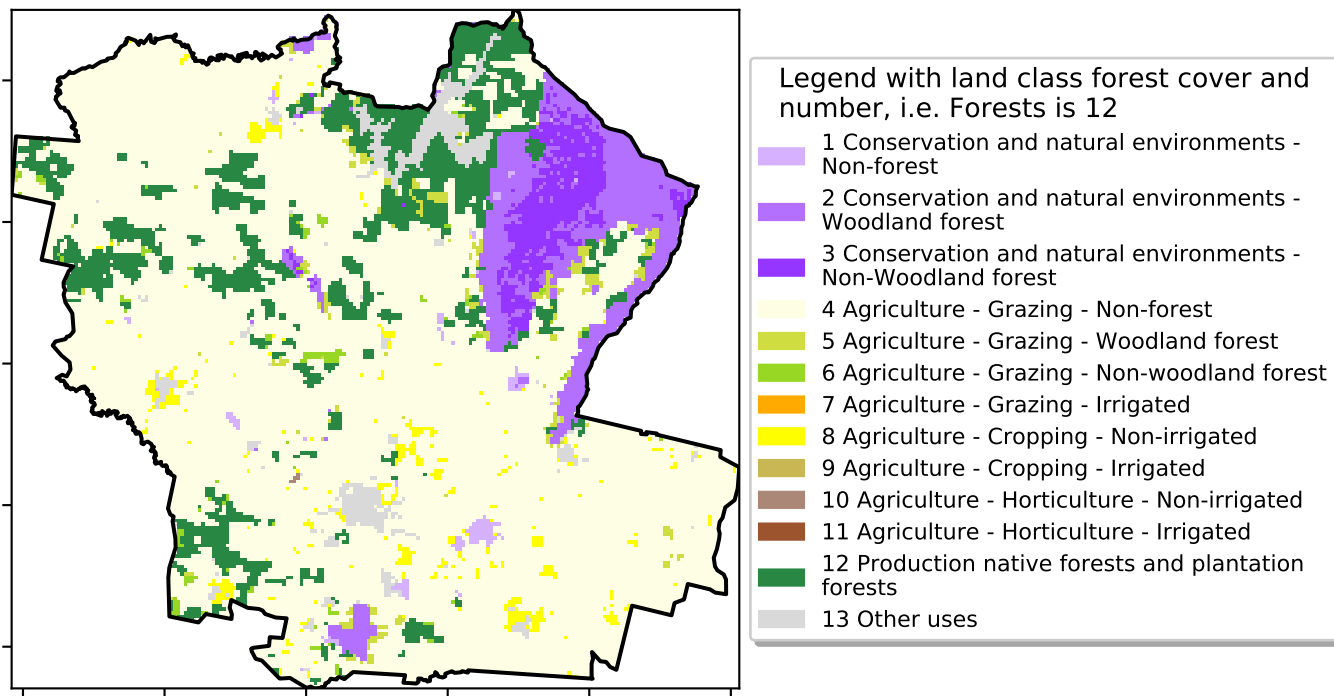 Legend with land class forest cover and
number, i.e. Forests is 12
1 Conservation and natural environments -
Non-forest
2 Conservation and natural environments -
Woodland forest
3 Conservation and natural environments -
Non-Woodland forest
4 Agriculture - Grazing - Non-forest
5 Agriculture - Grazing - Woodland forest
6 Agriculture - Grazing - Non-woodland forest
7 Agriculture - Grazing - Irrigated
8 Agriculture - Cropping - Non-irrigated
9 Agriculture - Cropping - Irrigated
10 Agriculture - Horticulture - Non-irrigated
11 Agriculture - Horticulture - Irrigated
12 Production native forests and plantation
forests
13 Other uses